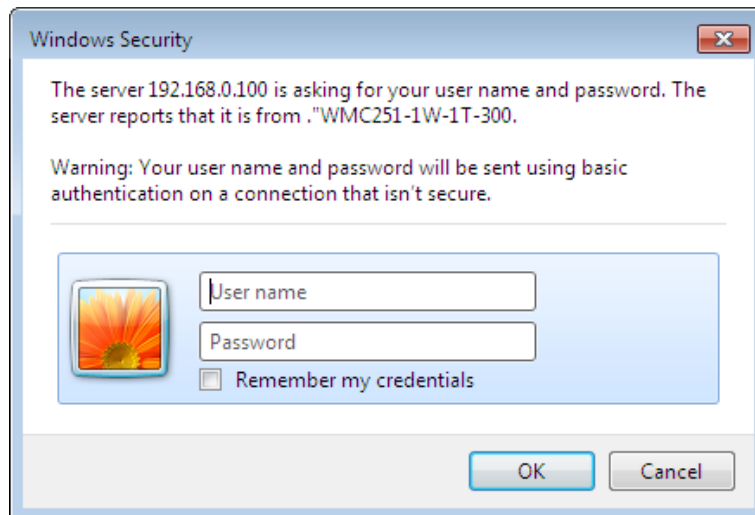 Windows Security
The server 192.168.0.100 is asking for your user name and password. The
server reports that it is from ."WMC251-1W-1T-300.
Warning: Your user name and password will be sent using basic
authentication on a connection that isn't secure.
User name
Password
Remember my credentials
OK
Cancel